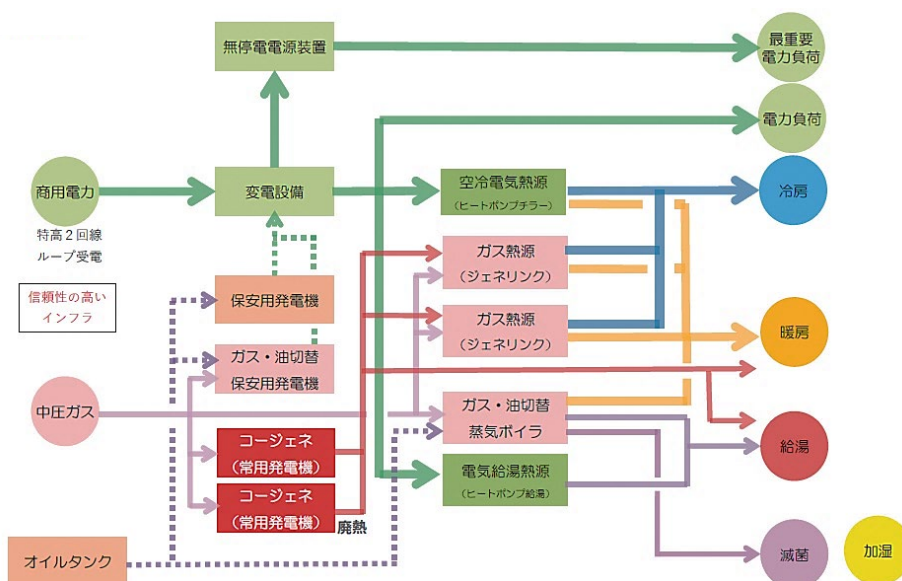 無停電電源装置
最重要
電力負荷
電力負荷
商用電力
変電設備
空冷電気熱源
(ヒートポンプチラー)
冷房
特高2回線
ループ受電
ガス熱源
(ジェネリンク)
信頼性の高い
インフラ
保安用発電機
ガス熱源
(ジェネリンク)
暖房
ガス・油切替
保安用発電機
中圧ガス
ガス・油切替
蒸気ボイラ
コージェネ
(常用発電機)
給湯
電気給湯熱源
(ヒートポンプ給湯)
コージェネ
(常用発電機)
廃熱
オイルタンク
滅菌
加湿